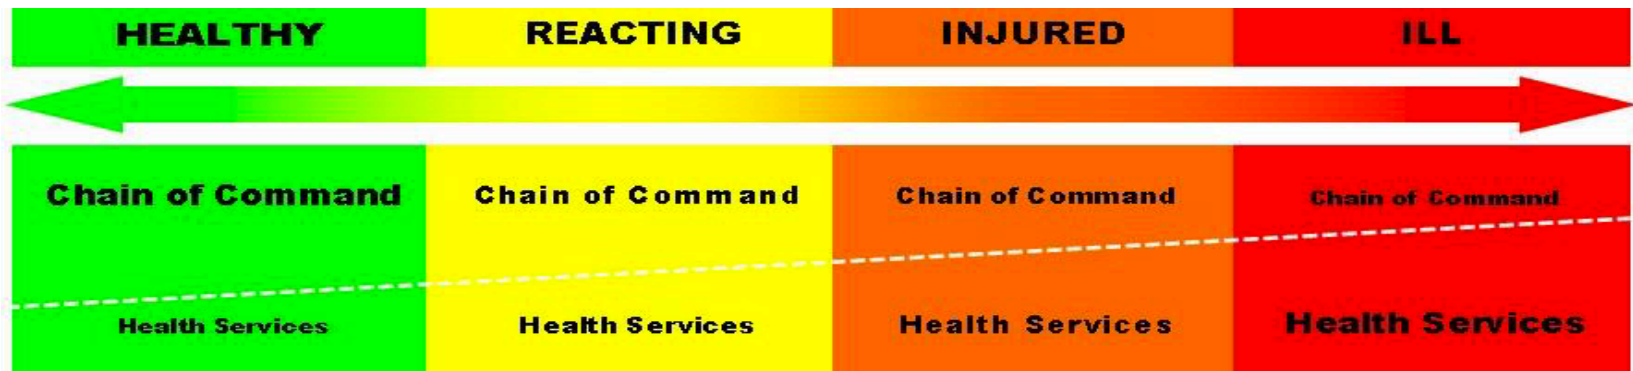 HEALTHY REACTING INJURED ILL
Chain of Command Chain of Command Chain of Command Chain of Command
Health Services Health Services Health Services Health Services